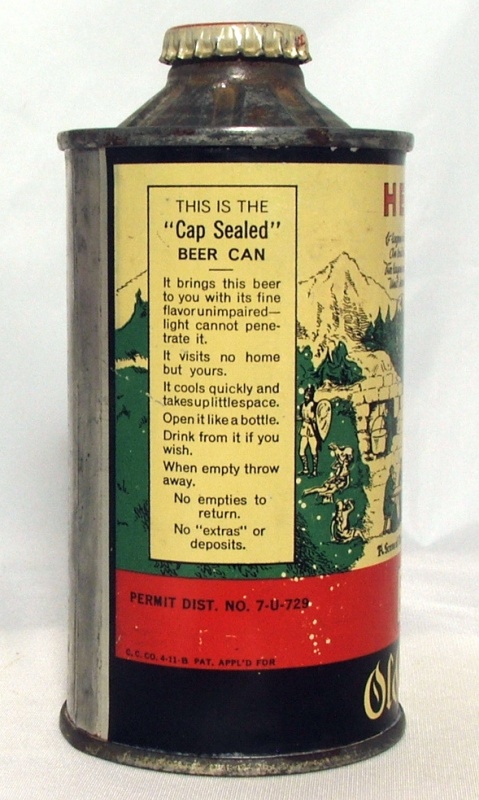 THIS IS THE
"Cap Sealed"
BEER CAN
It brings this beer
to you with its fine
flavor unimpaired—
light cannot pene-
trate it.
It visits no home
but yours.
It cools quickly and
takes up little space.
Open it like a bottle.
Drink from it if you
wish.
When empty throw
away.
No empties to
return.
No "extras" or
deposits.
PERMIT DIST. NO. 7-U-729
C. C. CO. 4-11-B PAT. APPL'D FOR
HE
Ol